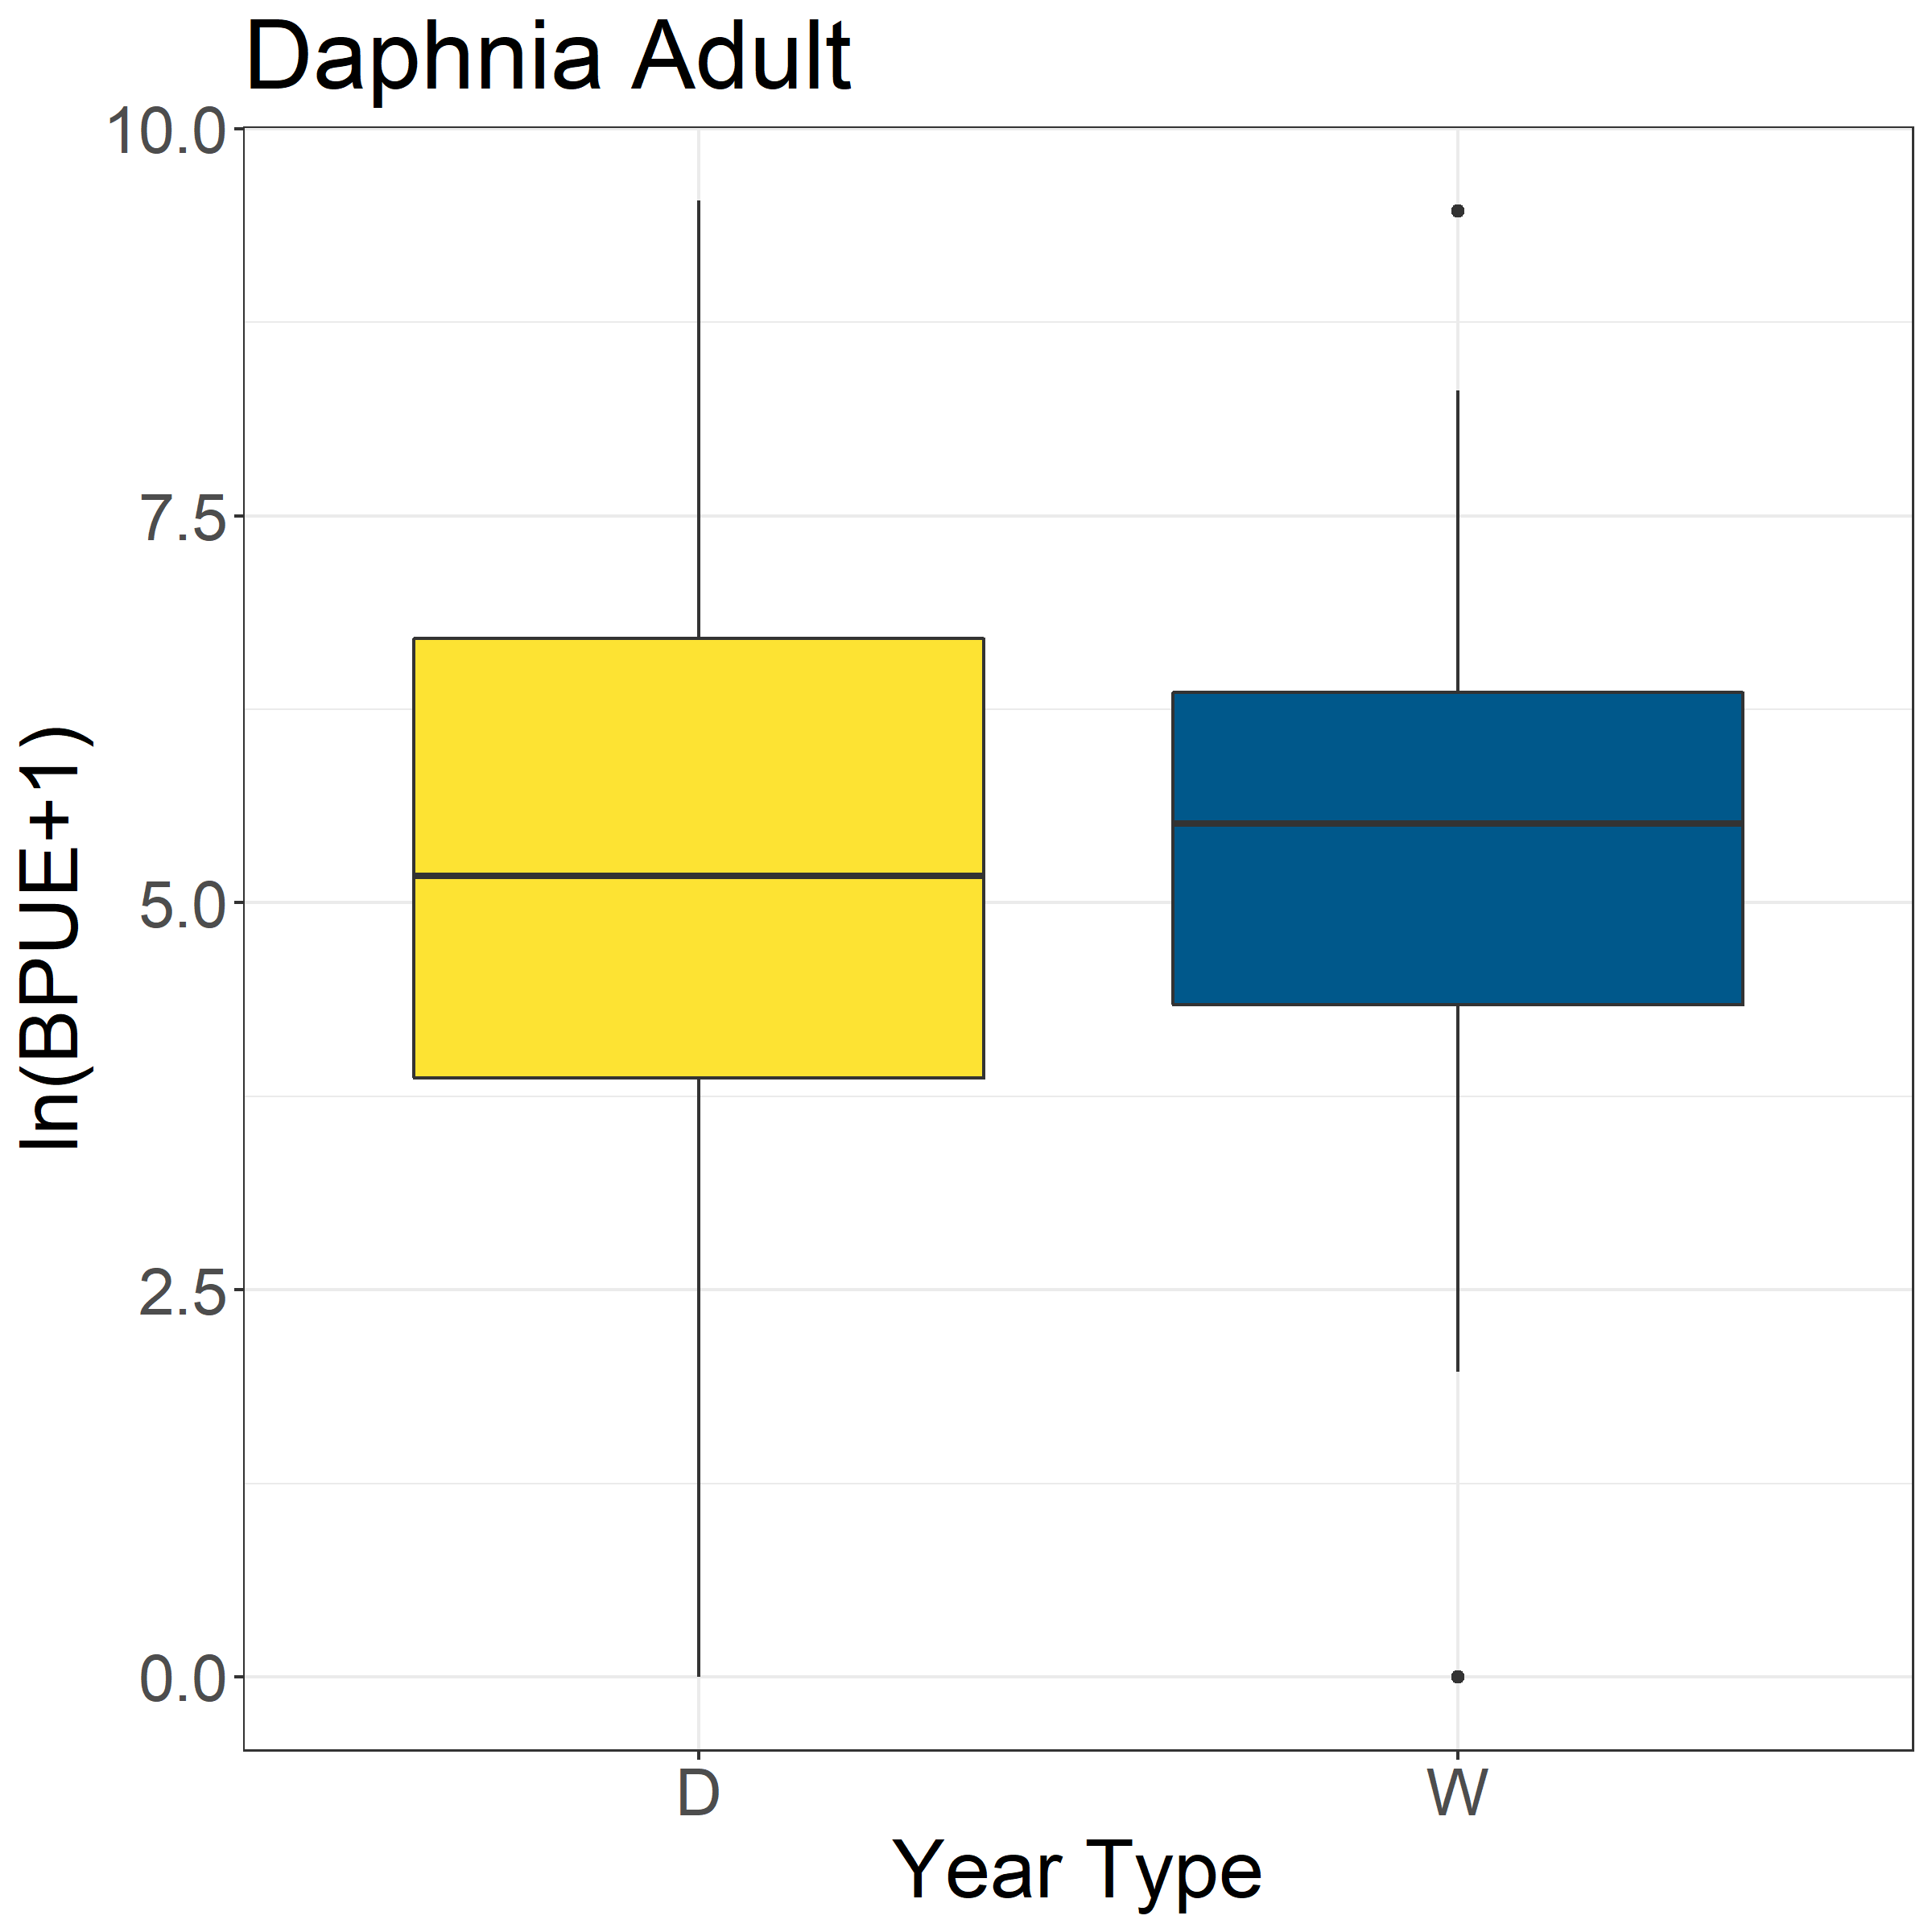 Daphnia Adult
10.0
7.5
5.0
2.5
0.0
ln(BPUE+1)
D
W
Year Type